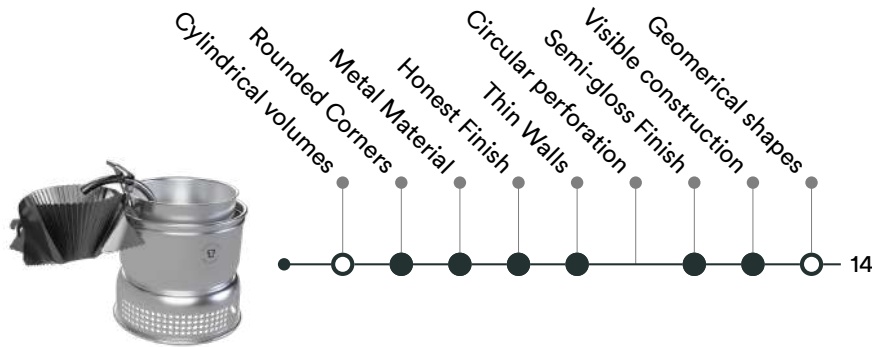 Cylindrical volumes
Rounded Corners
Metal Material
Honest Finish
Thin Walls
Circular perforation
Semi-gloss Finish
Visible construction
Geomerical shapes
14